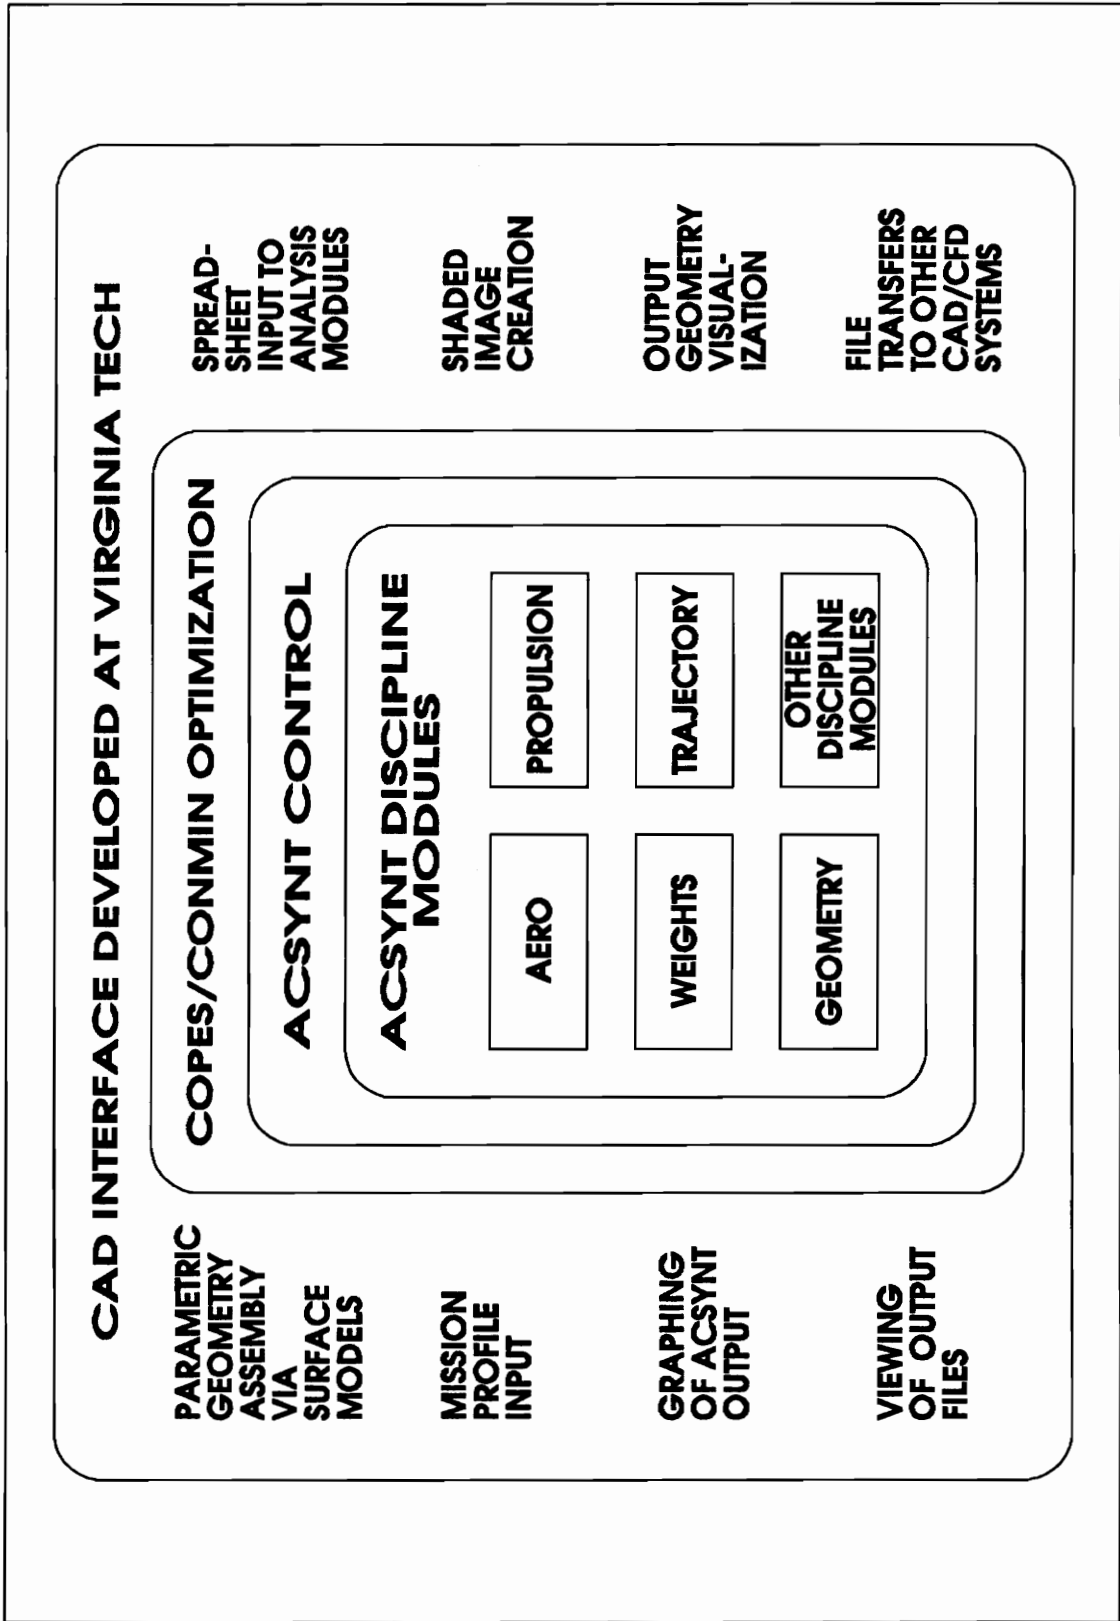 CAD INTERFACE DEVELOPED AT VIRGINIA TECH
PARAMETRIC
GEOMETRY
ASSEMBLY
VIA
SURFACE
MODELS
MISSION
PROFILE
INPUT
GRAPHING
OF ACSYNT
OUTPUT
VIEWING
OF OUTPUT
FILES
COPES/CONMIN OPTIMIZATION
ACSYNT CONTROL
ACSYNT DISCIPLINE
MODULES
AERO
PROPULSION
WEIGHTS
TRAJECTORY
GEOMETRY
OTHER
DISCIPLINE
MODULES
SPREAD-
SHEET
INPUT TO
ANALYSIS
MODULES
SHADED
IMAGE
CREATION
OUTPUT
GEOMETRY
VISUAL-
IZATION
FILE
TRANSFERS
TO OTHER
CAD/CFD
SYSTEMS